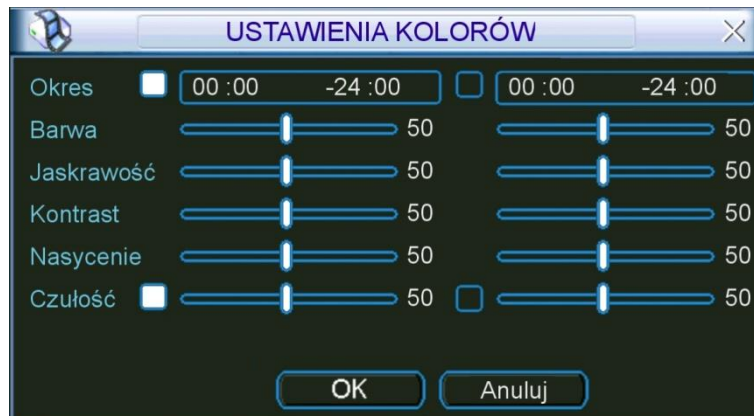 USTAWIENIA KOLORÓW
Okres 00 :00 -24 :00 00 :00 -24 :00
Barwa 50 50
Jaskrawość 50 50
Kontrast 50 50
Nasycenie 50 50
Czułość 50 50
OK Anuluj